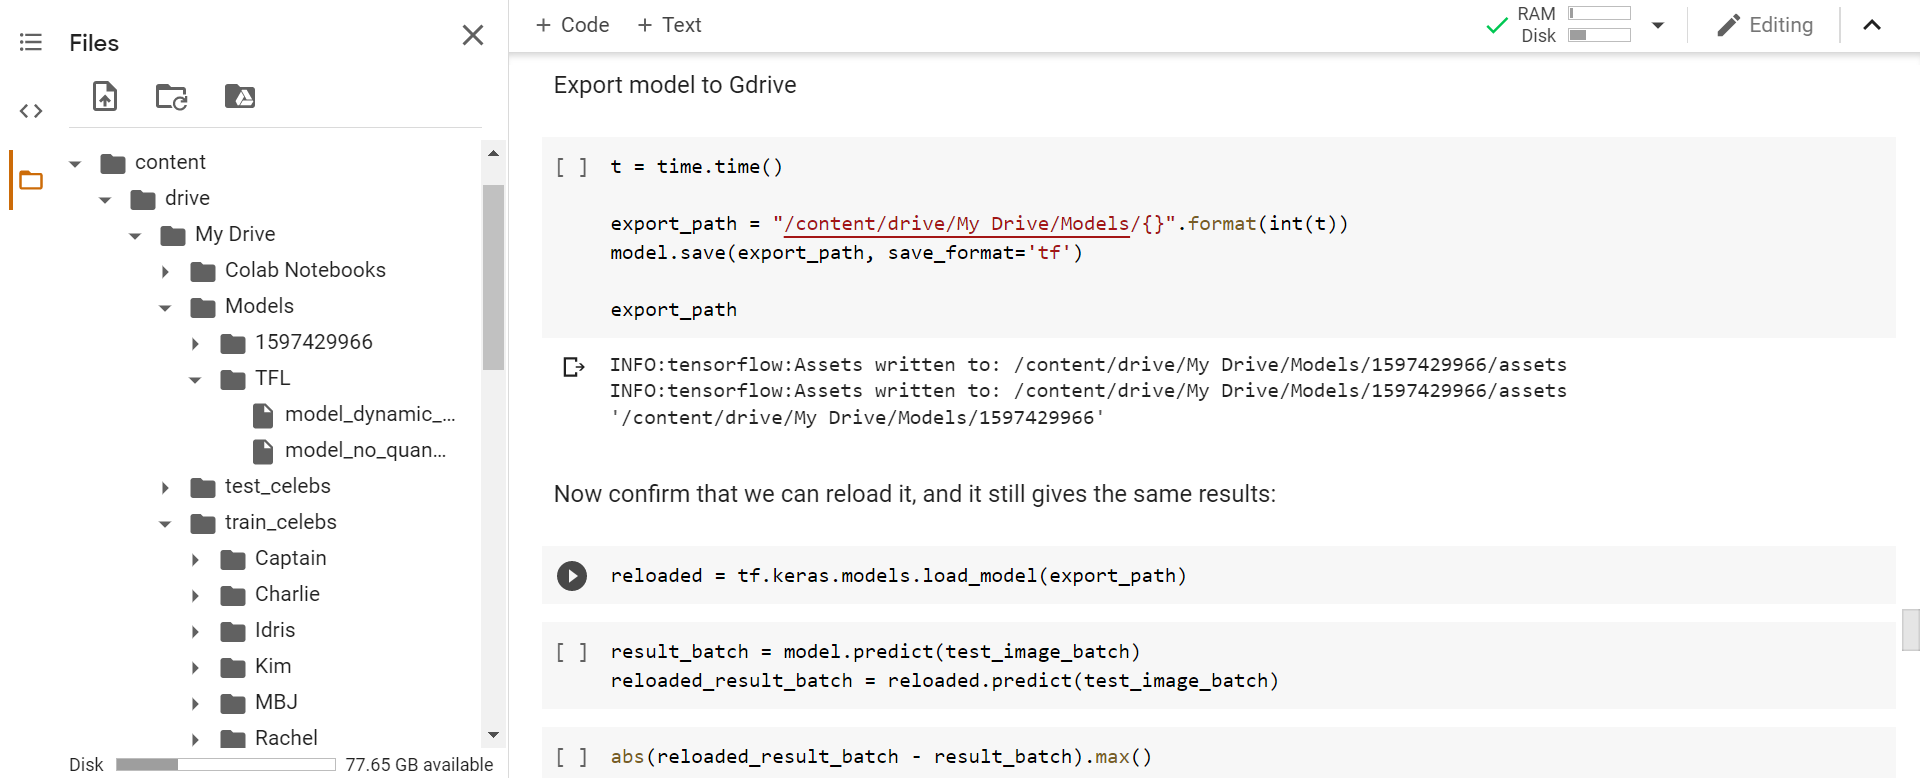 Files
content
drive
My Drive
Colab Notebooks
Models
1597429966
TFL
model_dynamic_...
model_no_quan...
test_celebs
train_celebs
Captain
Charlie
Idris
Kim
MBJ
Rachel
Disk 77.65 GB available
+ Code + Text
RAM
Disk
Editing
Export model to Gdrive
[ ] t = time.time()
export_path = "/content/drive/My Drive/Models/{}".format(int(t))
model.save(export_path, save_format='tf')
export_path
INFO:tensorflow:Assets written to: /content/drive/My Drive/Models/1597429966/assets
INFO:tensorflow:Assets written to: /content/drive/My Drive/Models/1597429966/assets
'/content/drive/My Drive/Models/1597429966'
Now confirm that we can reload it, and it still gives the same results:
reloaded = tf.keras.models.load_model(export_path)
[ ] result_batch = model.predict(test_image_batch)
reloaded_result_batch = reloaded.predict(test_image_batch)
[ ] abs(reloaded_result_batch - result_batch).max()